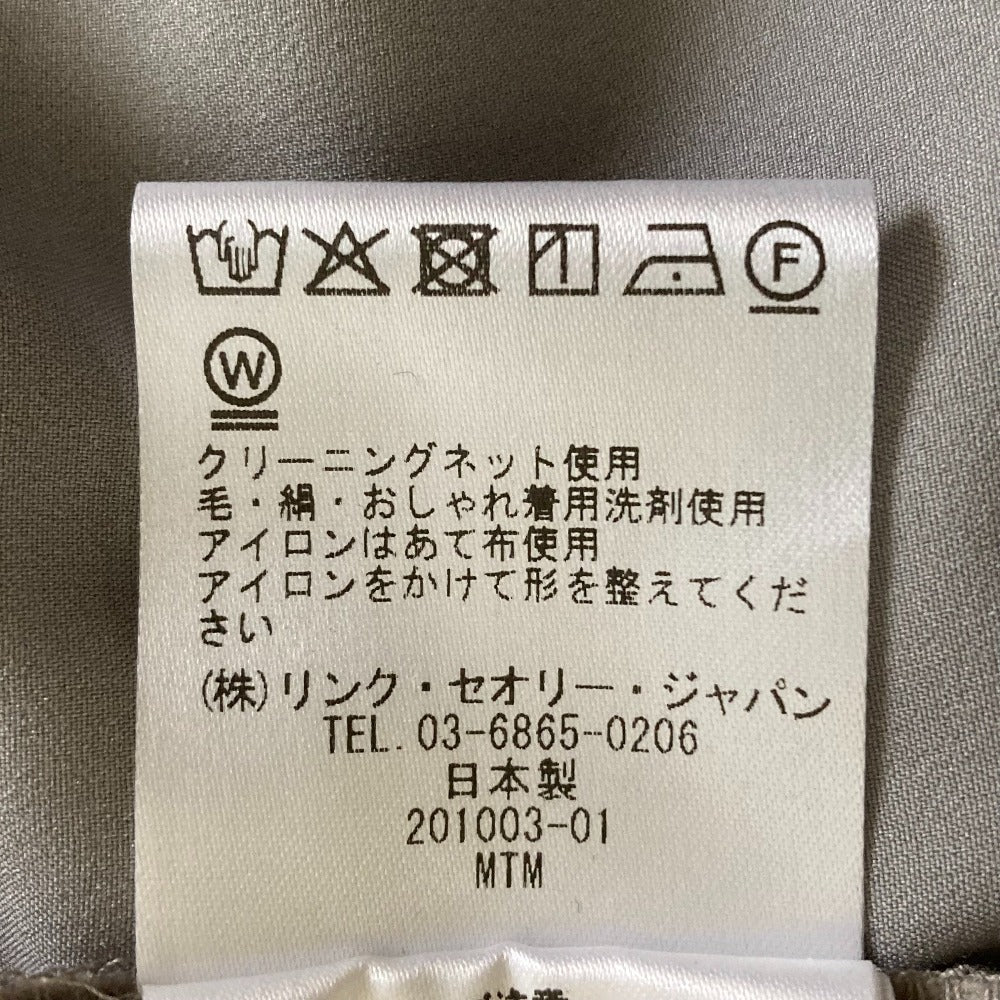 F
W
クリーニングネット使用
毛・絹・おしゃれ着用洗剤使用
アイロンはあて布使用
アイロンをかけて形を整えてくだ
さい
(株)リンク・セオリー・ジャパン
TEL. 03-6865-0206
日本製
201003-01
MTM